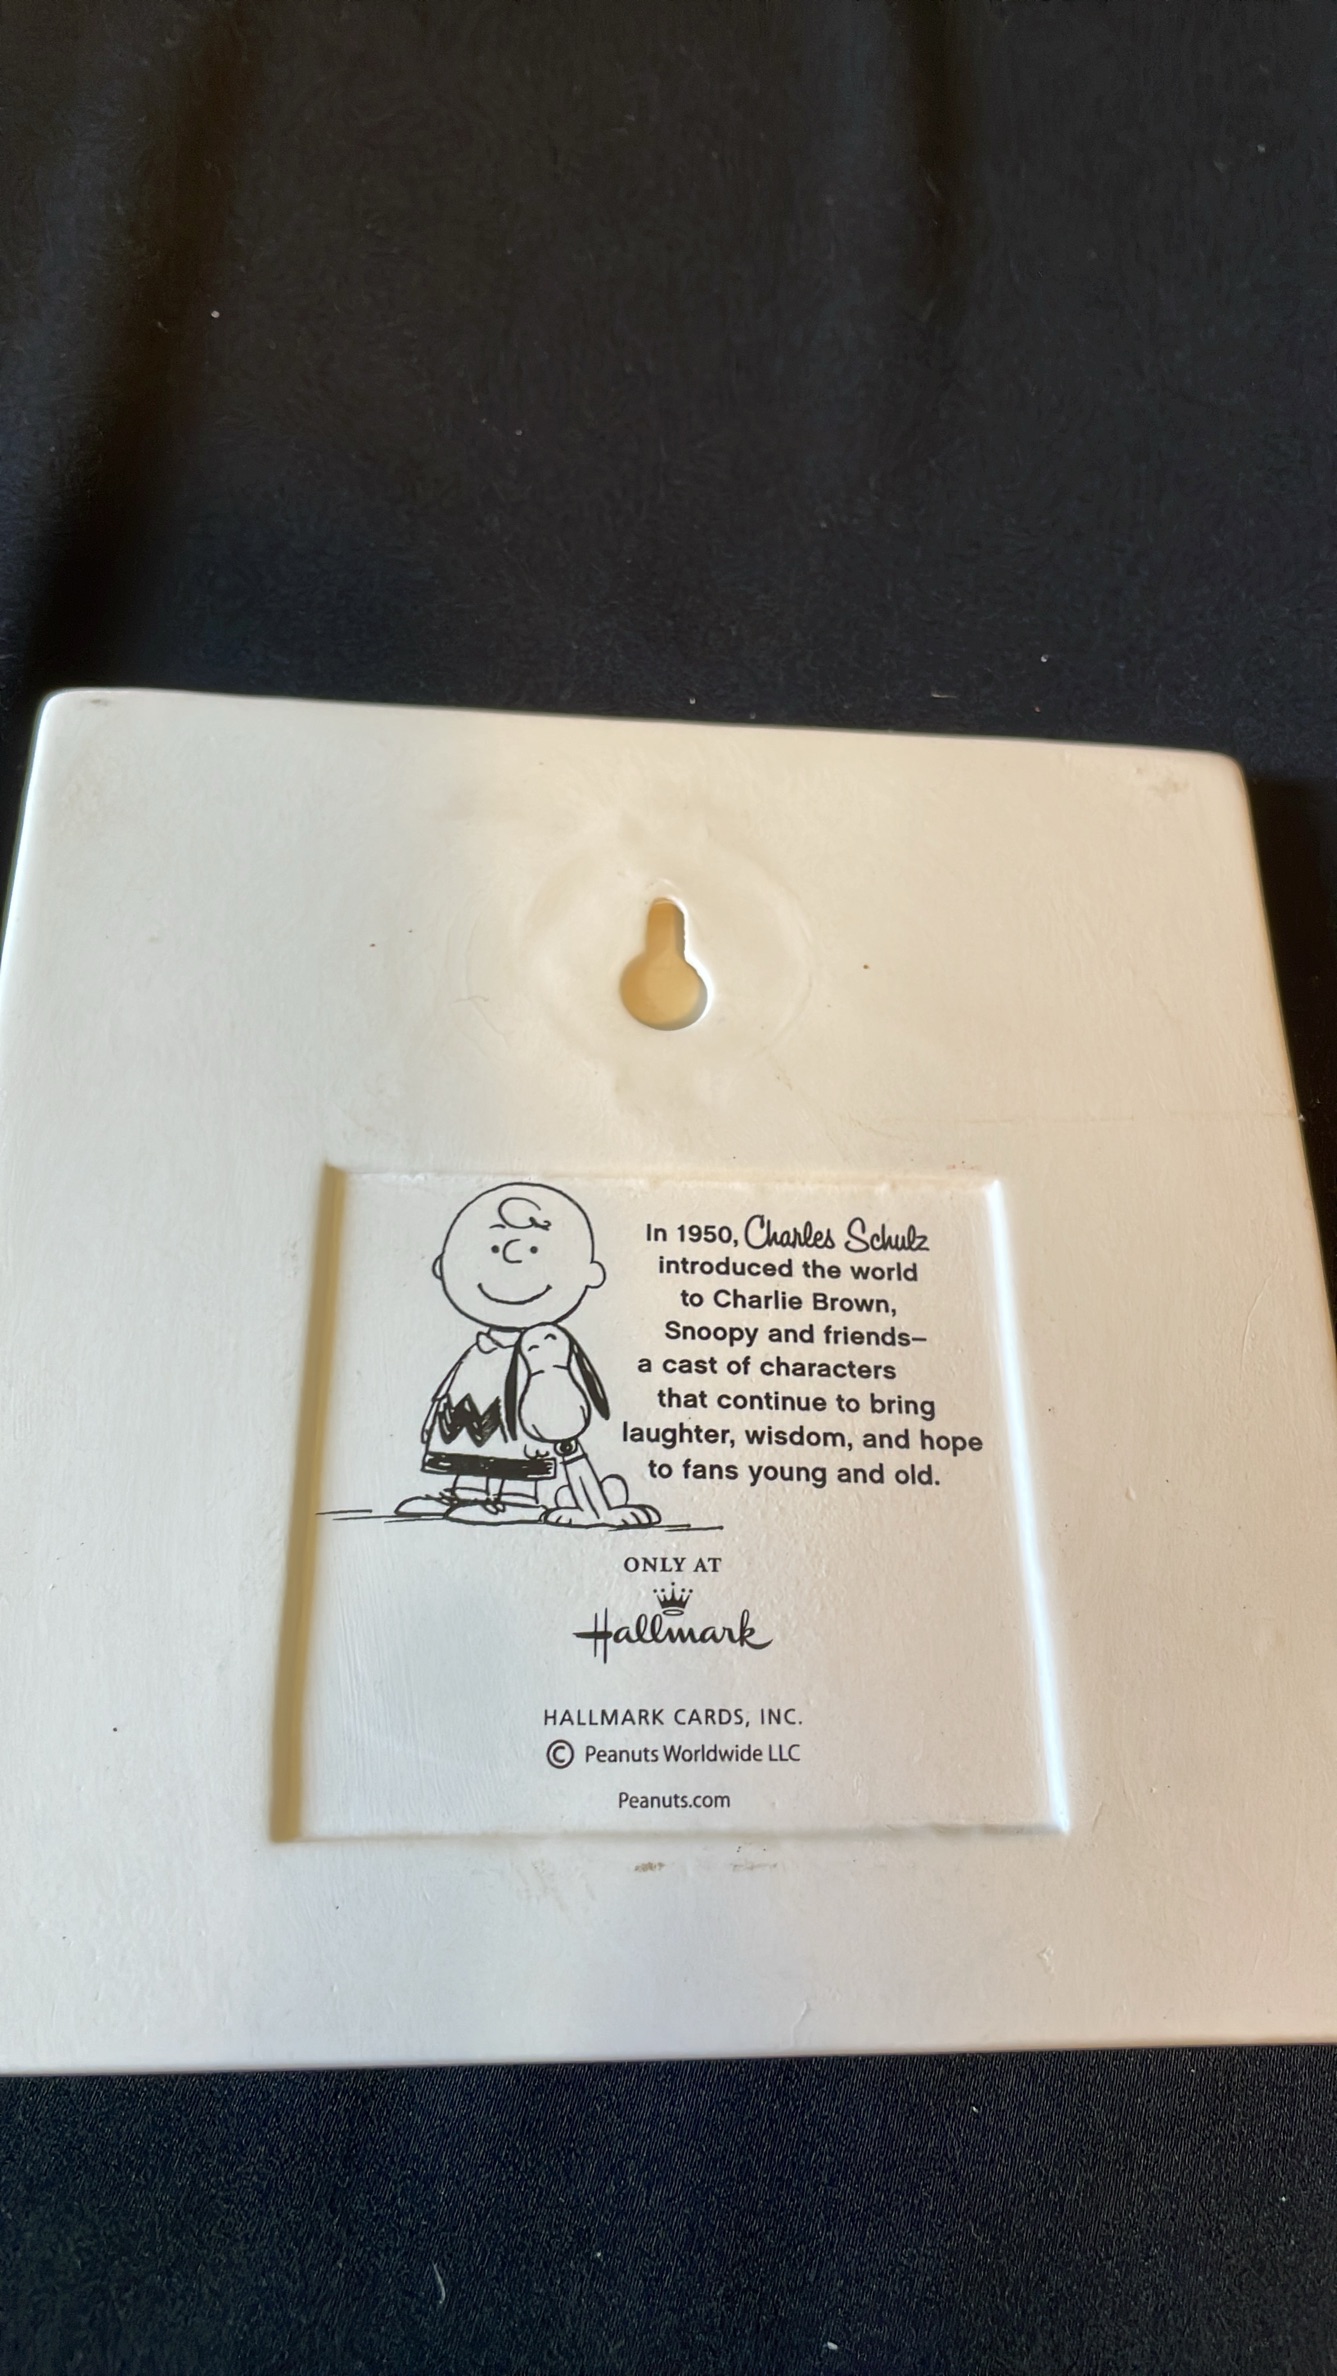 In 1950, Charles Schulz
introduced the world
to Charlie Brown,
Snoopy and friends–
a cast of characters
that continue to bring
laughter, wisdom, and hope
to fans young and old.
ONLY AT
Hallmark
HALLMARK CARDS, INC.
© Peanuts Worldwide LLC
Peanuts.com